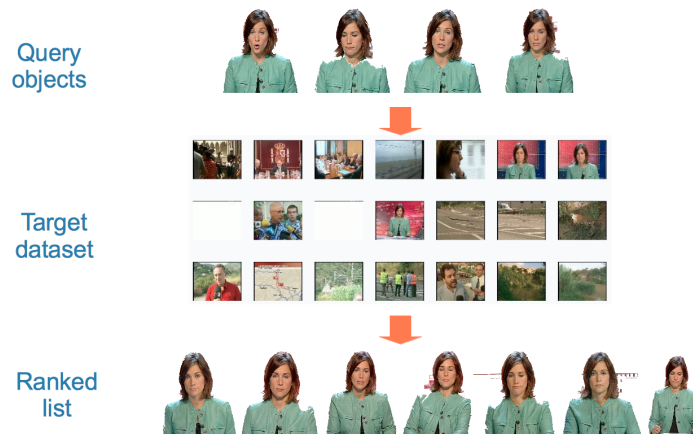 Query
objects
Target
dataset
Ranked
list